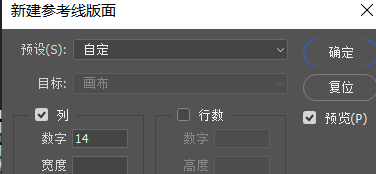 新建参考线版面
预设(S): 自定 确定
目标: 画布 复位
列 行数 预览(P)
数字 14 数字
宽度 高度